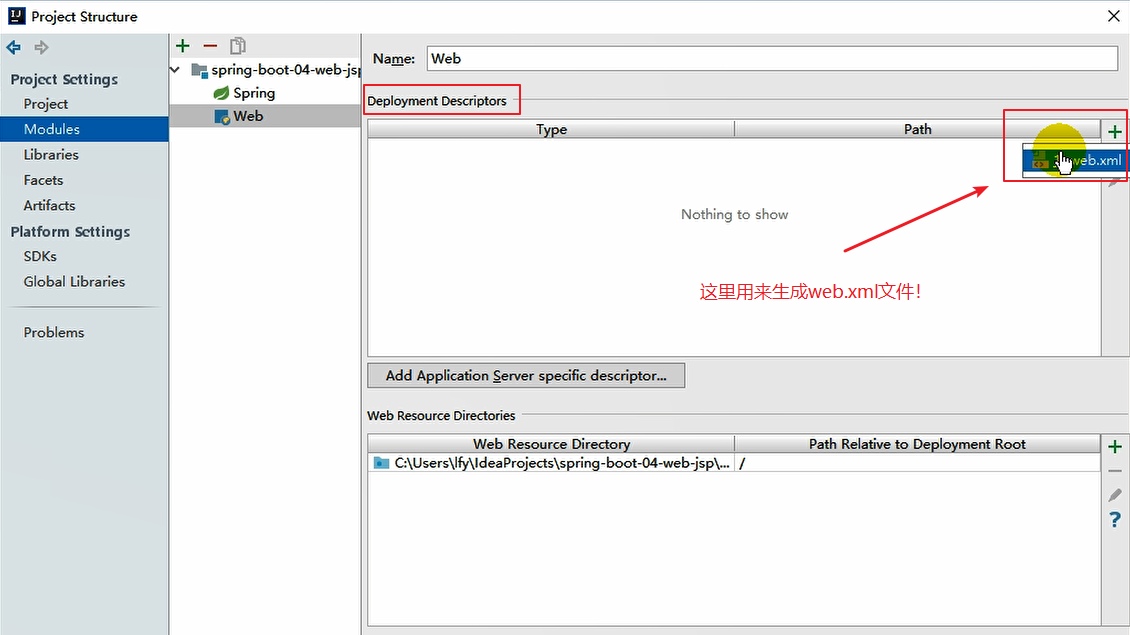 Project Structure
Project Settings
Project
Modules
Libraries
Facets
Artifacts
Platform Settings
SDKs
Global Libraries
Problems
spring-boot-04-web-jsp
Spring
Web
Name: Web
Deployment Descriptors
Type Path
web.xml
Nothing to show
这里用来生成web.xml文件！
Add Application Server specific descriptor...
Web Resource Directories
Web Resource Directory Path Relative to Deployment Root
C:\Users\lfy\IdeaProjects\spring-boot-04-web-jsp\... /